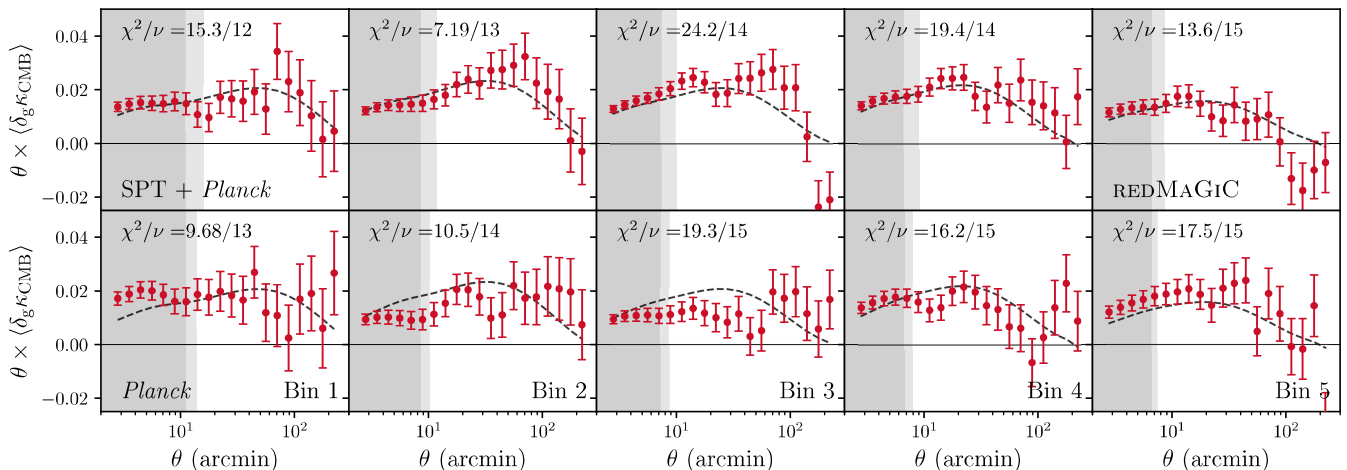 χ²/ν =15.3/12
χ²/ν =7.19/13
χ²/ν =24.2/14
χ²/ν =19.4/14
χ²/ν =13.6/15
θ × ⟨δ_g κ_CMB⟩
0.04
0.02
0.00
−0.02
SPT + Planck
REDMAGIC
χ²/ν =9.68/13
χ²/ν =10.5/14
χ²/ν =19.3/15
χ²/ν =16.2/15
χ²/ν =17.5/15
θ × ⟨δ_g κ_CMB⟩
0.04
0.02
0.00
−0.02
Planck
Bin 1
Bin 2
Bin 3
Bin 4
Bin 5
10¹ 10² 10¹ 10² 10¹ 10² 10¹ 10² 10¹ 10²
θ (arcmin) θ (arcmin) θ (arcmin) θ (arcmin) θ (arcmin)